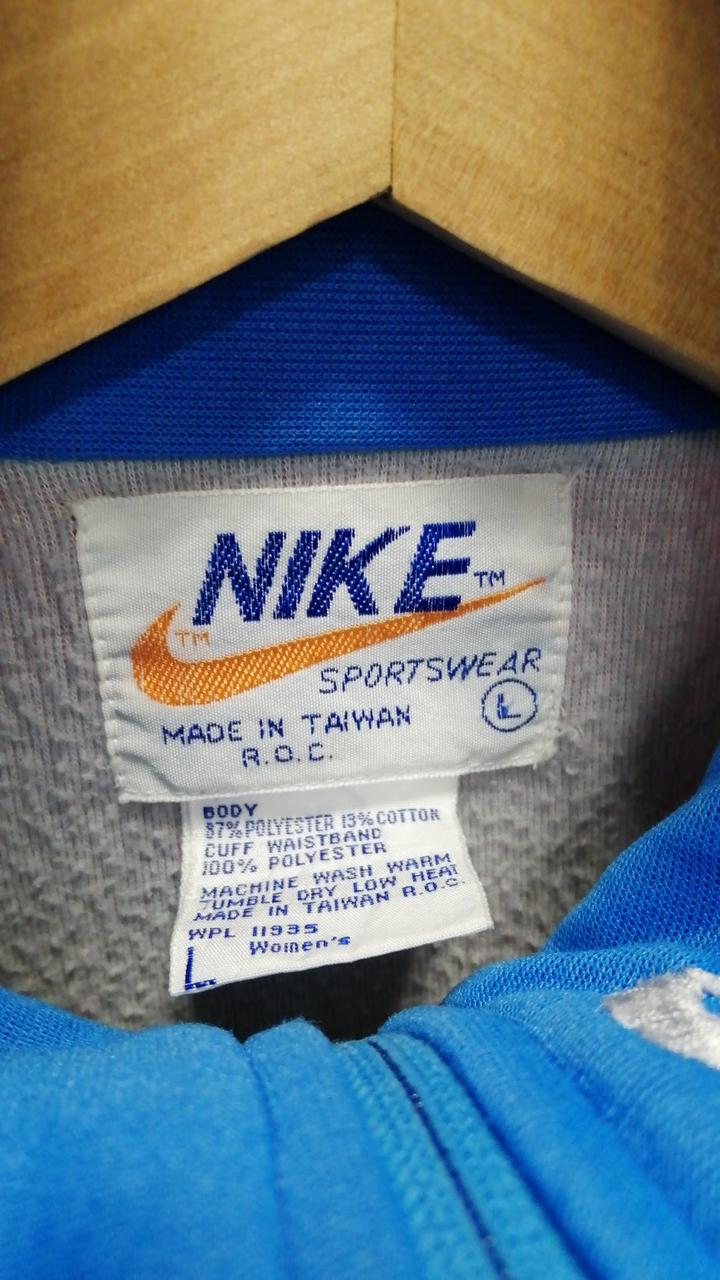 NIKE™
™
SPORTSWEAR
L
MADE IN TAIWAN
R.O.C.
BODY
87% POLYESTER 13% COTTON
CUFF WAISTBAND
100% POLYESTER
MACHINE WASH WARM
TUMBLE DRY LOW HEAT
MADE IN TAIWAN R.O.C.
WPL 11935
Women's
L